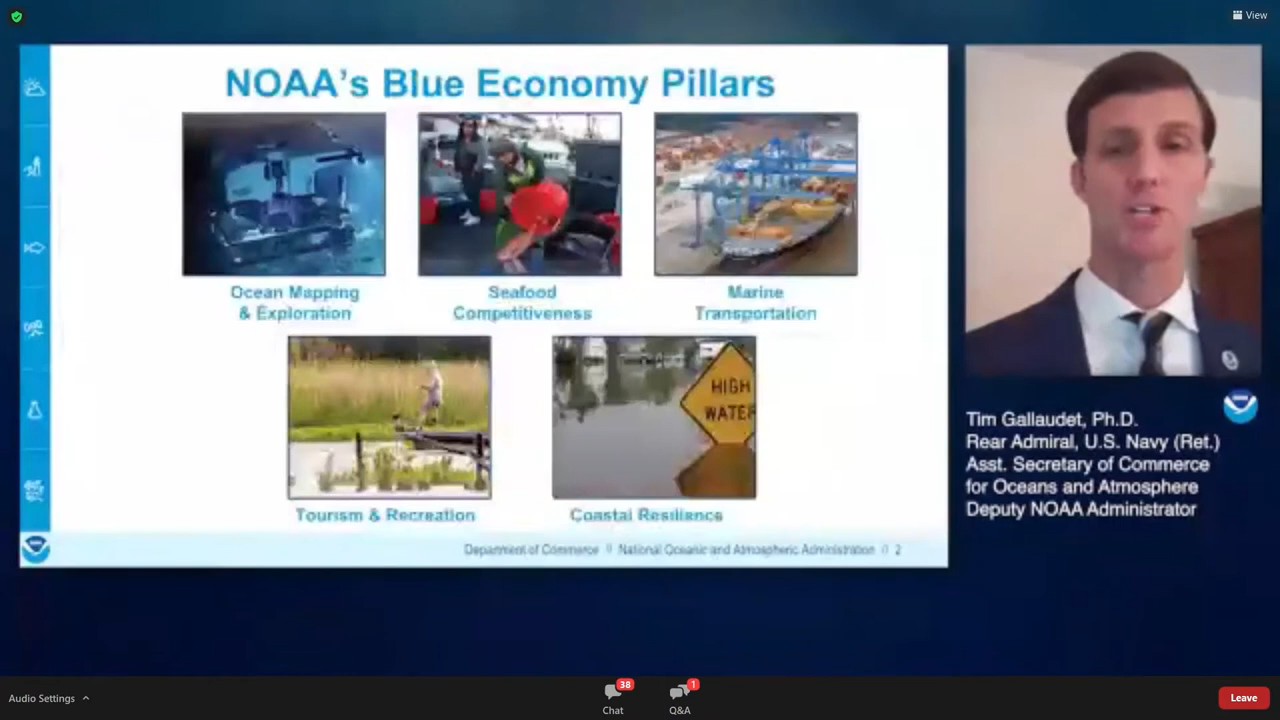 View
NOAA's Blue Economy Pillars
Ocean Mapping
& Exploration
Seafood
Competitiveness
Marine
Transportation
HIGH
WATER
Tourism & Recreation
Coastal Resilience
Department of Commerce // National Oceanic and Atmospheric Administration // 2
Tim Gallaudet, Ph.D.
Rear Admiral, U.S. Navy (Ret.)
Asst. Secretary of Commerce
for Oceans and Atmosphere
Deputy NOAA Administrator
Audio Settings
38
Chat
1
Q&A
Leave